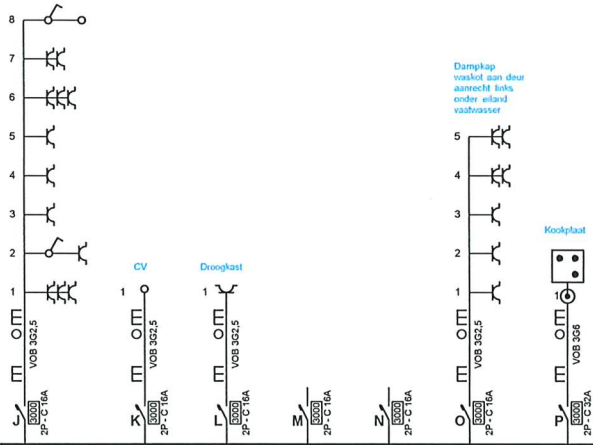 8
7
6
5
4
3
2
1
VOB 3G2,5
J
3000
2P - C 16A
CV
1
VOB 3G2,5
K
3000
2P - C 16A
Droogkast
1
VOB 3G2,5
L
3000
2P - C 16A
M
3000
2P - C 16A
N
3000
2P - C 16A
Dampkap
waskot aan deur
aanrecht links
onder eiland
vaatwasser
5
4
3
2
1
VOB 3G2,5
O
3000
2P - C 16A
Kookplaat
1
VOB 3G6
P
3000
2P - C 32A